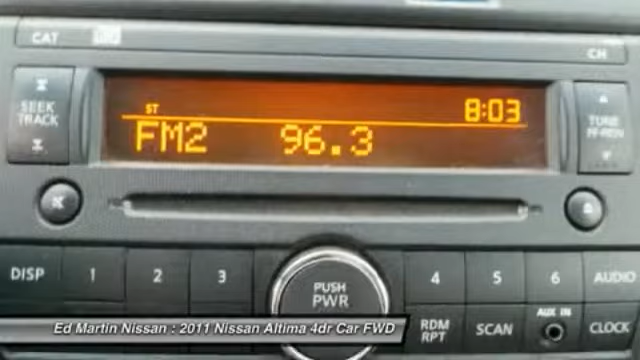 CAT
CH
SEEK
TRACK
ST
8:03
FM2 96.3
TUNE
FF·REW
DISP
1
2
3
PUSH
PWR
4
5
6
AUDIO
RDM
RPT
SCAN
AUX IN
CLOCK
Ed Martin Nissan : 2011 Nissan Altima 4dr Car FWD